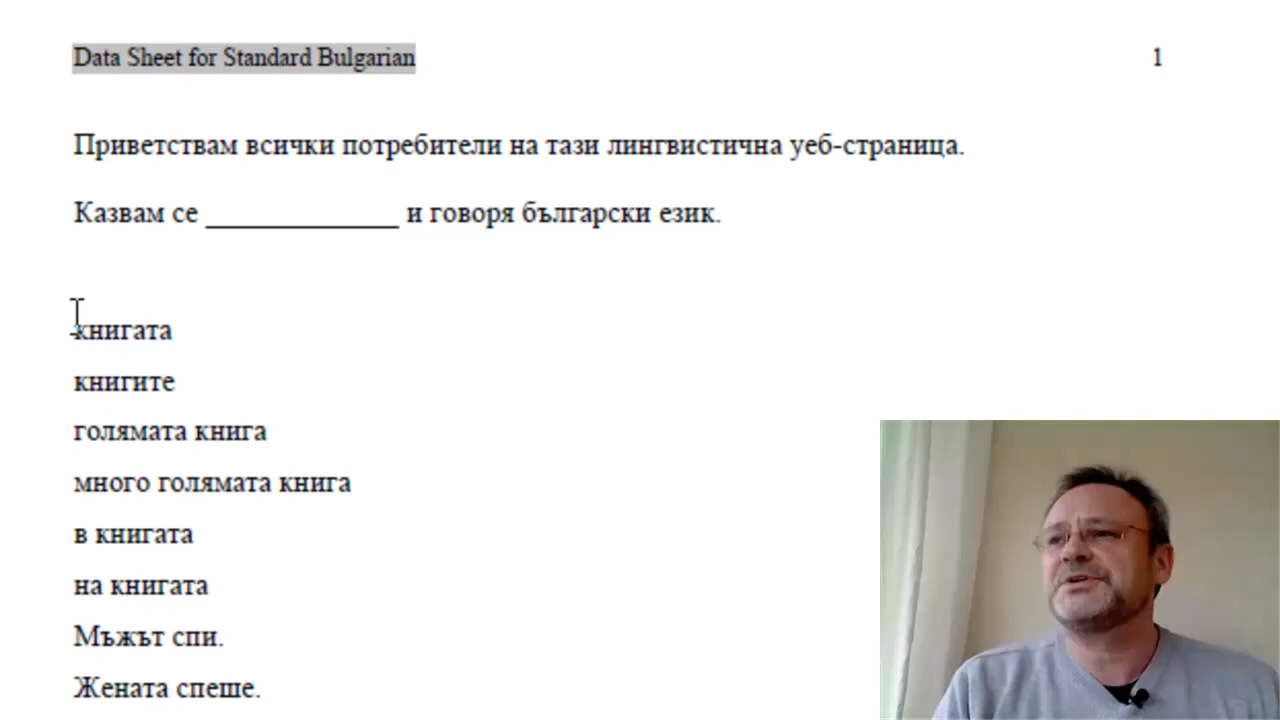 Data Sheet for Standard Bulgarian 1
Приветствам всички потребители на тази лингвистична уеб-страница.
Казвам се ______________ и говоря български език.
книгата
книгите
голямата книга
много голямата книга
в книгата
на книгата
Мъжът спи.
Жената спеше.